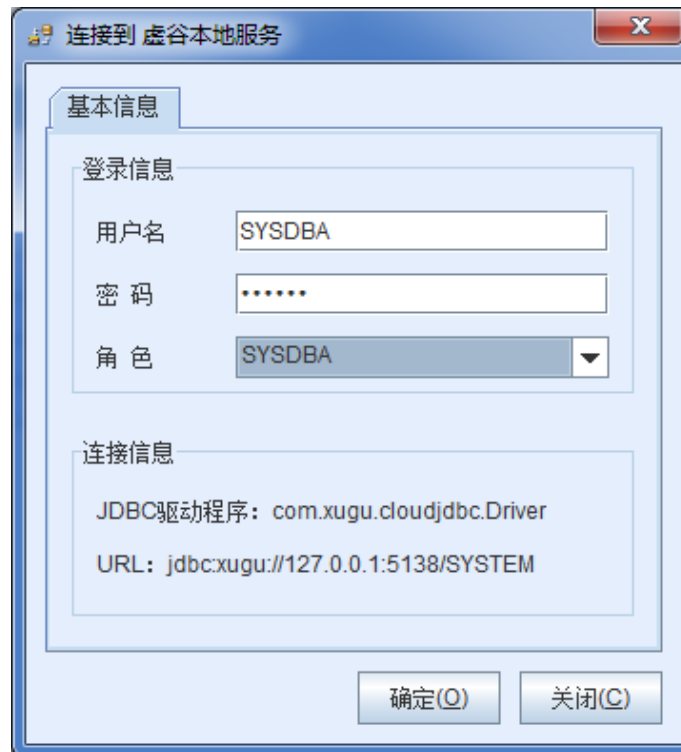 连接到 虚谷本地服务
基本信息
登录信息
用户名 SYSDBA
密 码 ••••••
角 色 SYSDBA
连接信息
JDBC驱动程序：com.xugu.cloudjdbc.Driver
URL：jdbc:xugu://127.0.0.1:5138/SYSTEM
确定(O) 关闭(C)